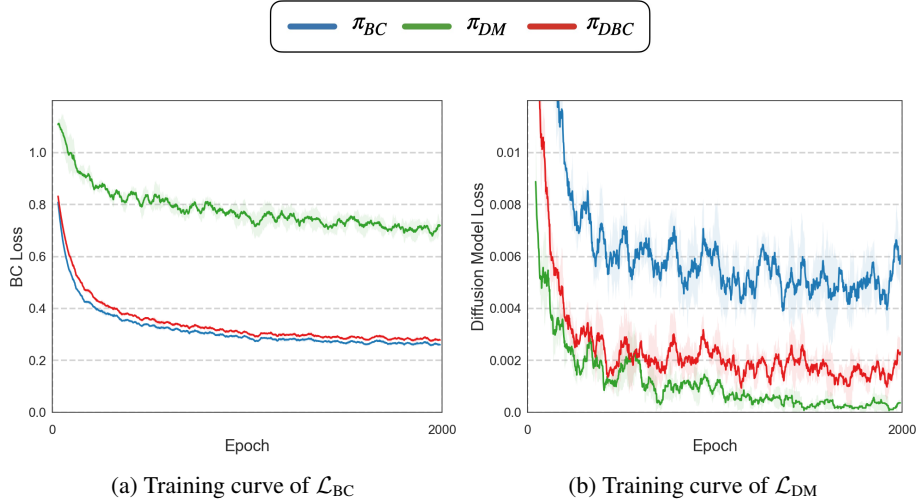 π_BC π_DM π_DBC
1.0
0.8
0.6
0.4
0.2
0.0
BC Loss
0
2000
Epoch
(a) Training curve of ℒ_BC
0.01
0.008
0.006
0.004
0.002
0.0
Diffusion Model Loss
0
2000
Epoch
(b) Training curve of ℒ_DM